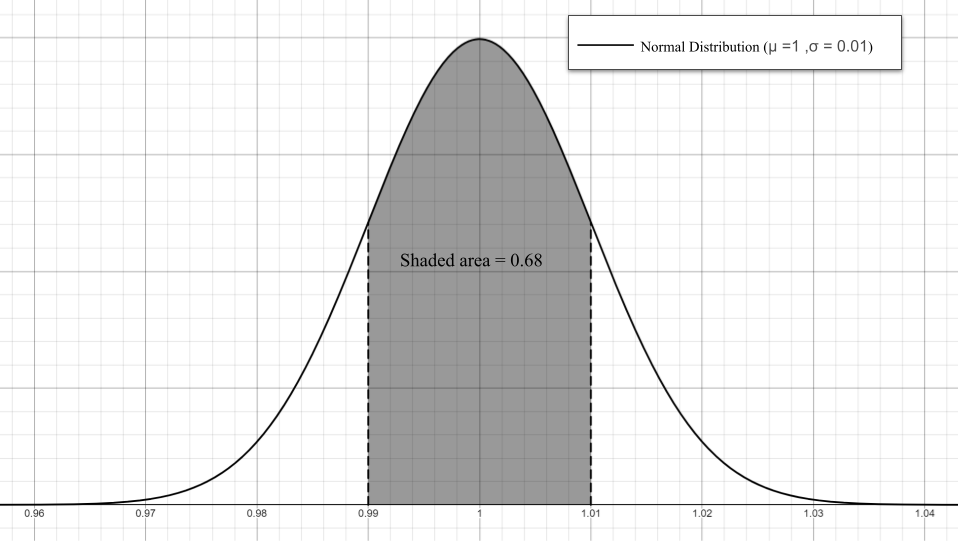 Normal Distribution (μ =1 ,σ = 0.01)
Shaded area = 0.68
0.96 0.97 0.98 0.99 1 1.01 1.02 1.03 1.04